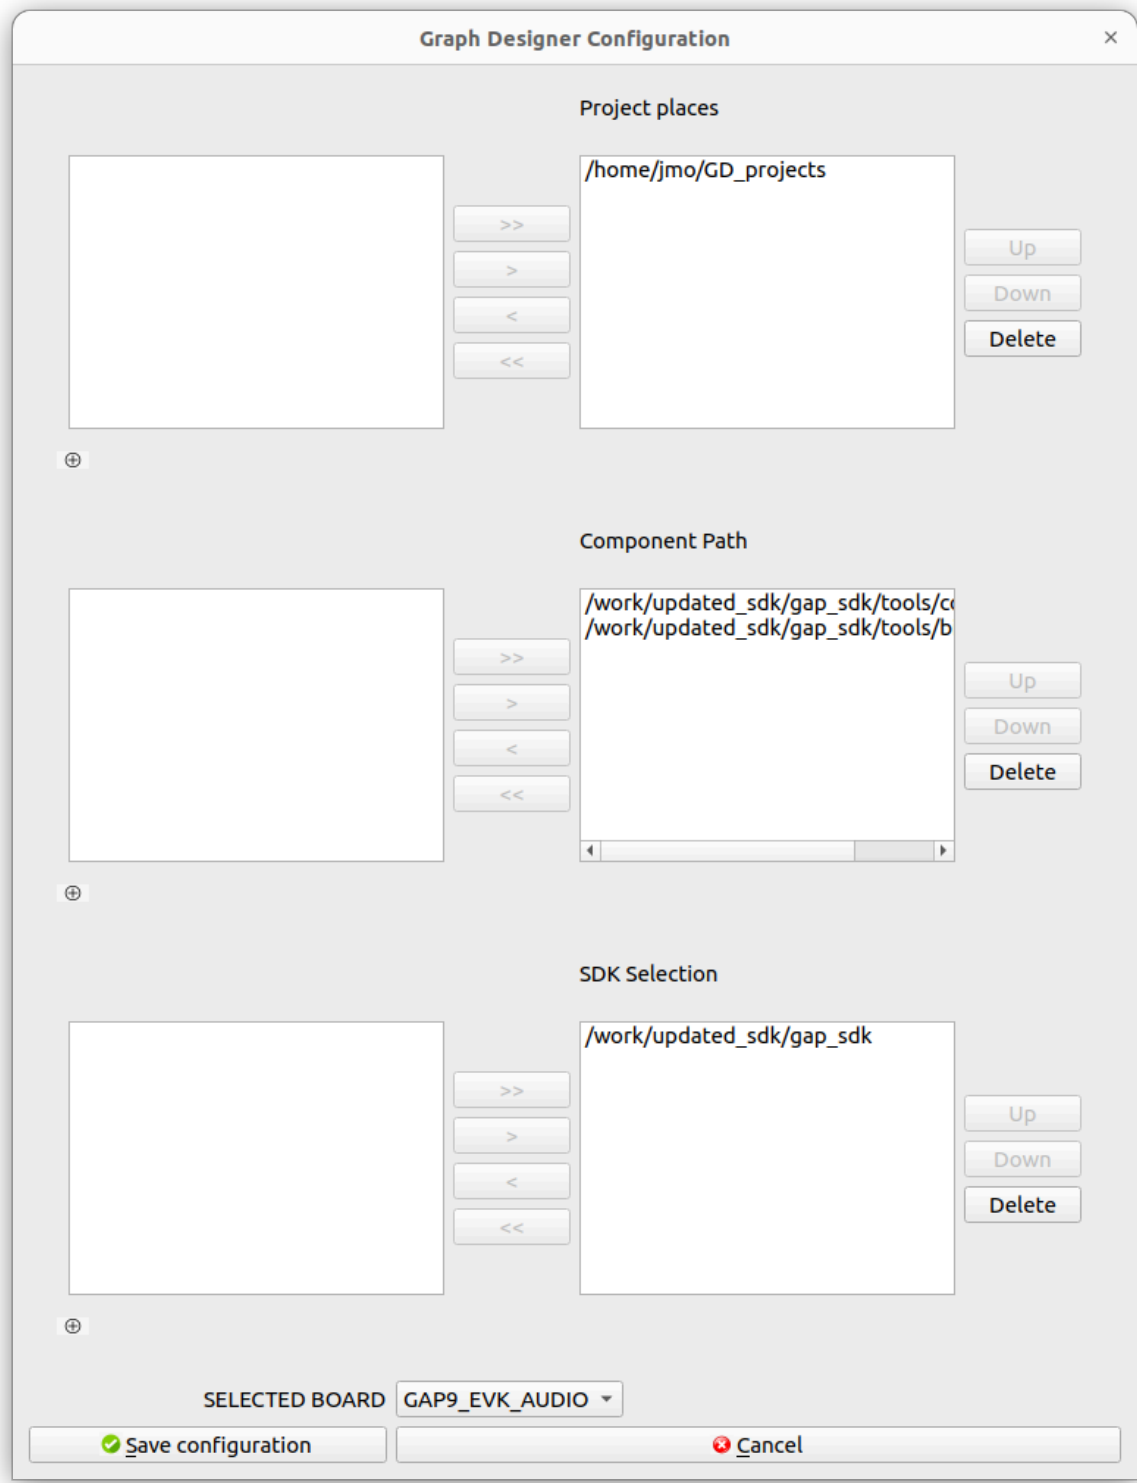 Graph Designer Configuration
Project places
/home/jmo/GD_projects
>>
>
<
<<
Up
Down
Delete
Component Path
/work/updated_sdk/gap_sdk/tools/c
/work/updated_sdk/gap_sdk/tools/b
>>
>
<
<<
Up
Down
Delete
SDK Selection
/work/updated_sdk/gap_sdk
>>
>
<
<<
Up
Down
Delete
SELECTED BOARD GAP9_EVK_AUDIO
Save configuration Cancel